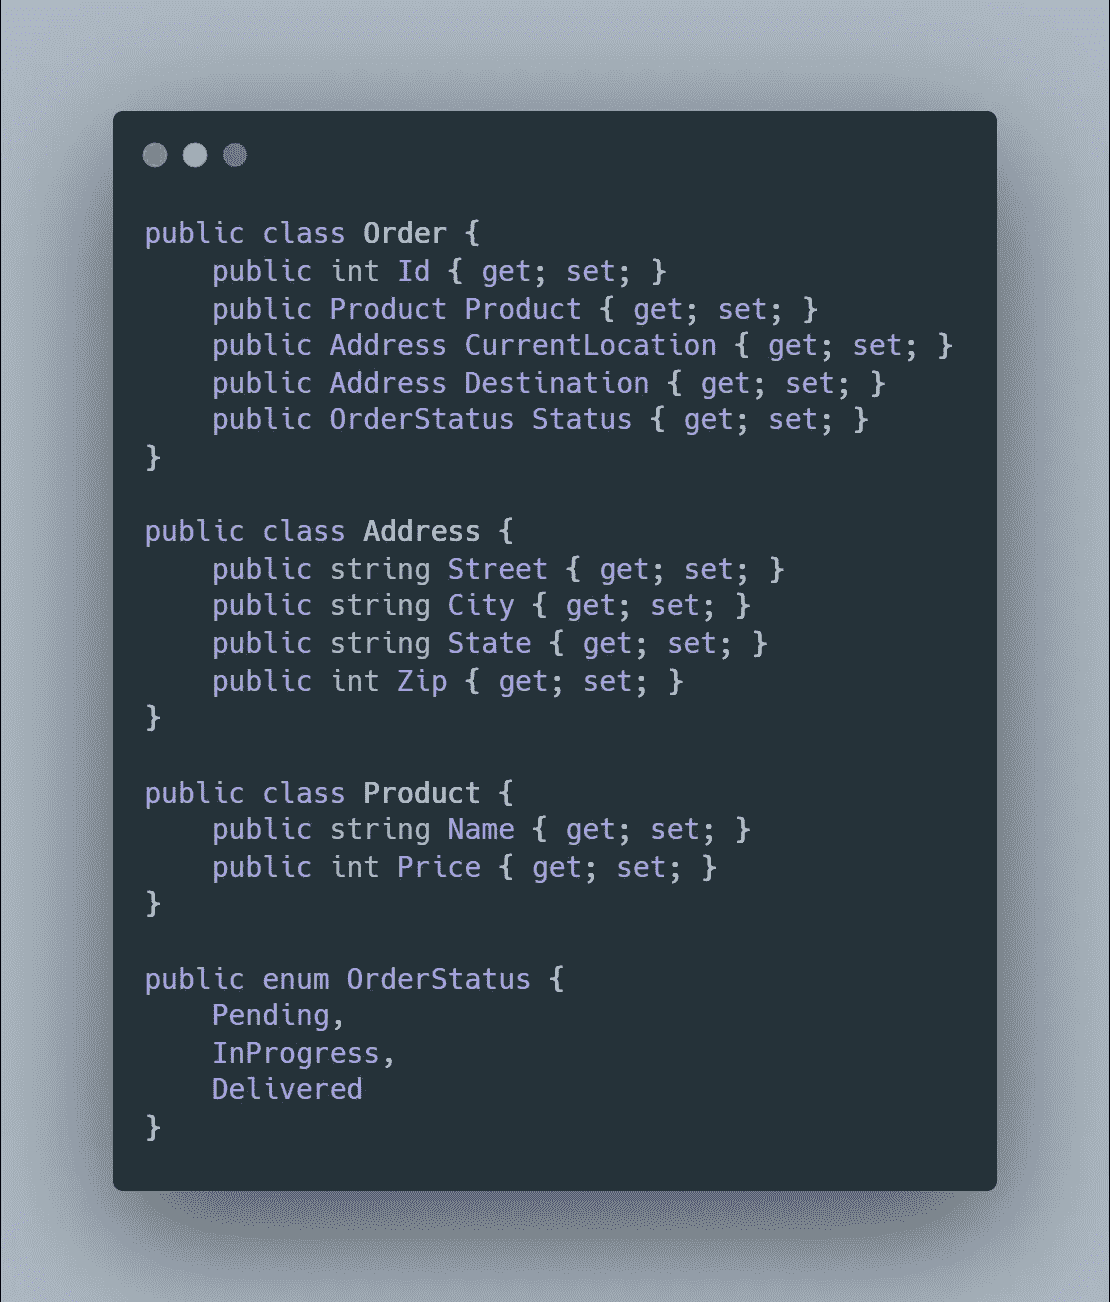 public class Order {
    public int Id { get; set; }
    public Product Product { get; set; }
    public Address CurrentLocation { get; set; }
    public Address Destination { get; set; }
    public OrderStatus Status { get; set; }
}

public class Address {
    public string Street { get; set; }
    public string City { get; set; }
    public string State { get; set; }
    public int Zip { get; set; }
}

public class Product {
    public string Name { get; set; }
    public int Price { get; set; }
}

public enum OrderStatus {
    Pending,
    InProgress,
    Delivered
}